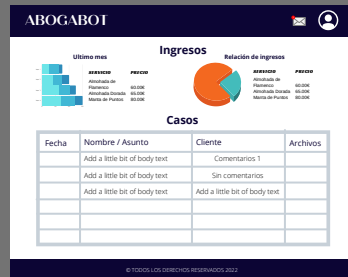 ABOGABOT
Ingresos
Ultimo mes
Relación de ingresos
SERVICIO PRECIO
Almohada de
Flamenco 60.00€
Almohada Dorada 65.00€
Manta de Puntos 80.00€
SERVICIO PRECIO
Almohada de
Flamenco 60.00€
Almohada Dorada 65.00€
Manta de Puntos 80.00€
Casos
Fecha Nombre / Asunto Cliente Archivos
Add a little bit of body text Comentarios 1
Add a little bit of body text Sin comentarios
Add a little bit of body text Add a little bit of body text
© TODOS LOS DERECHOS RESERVADOS 2022